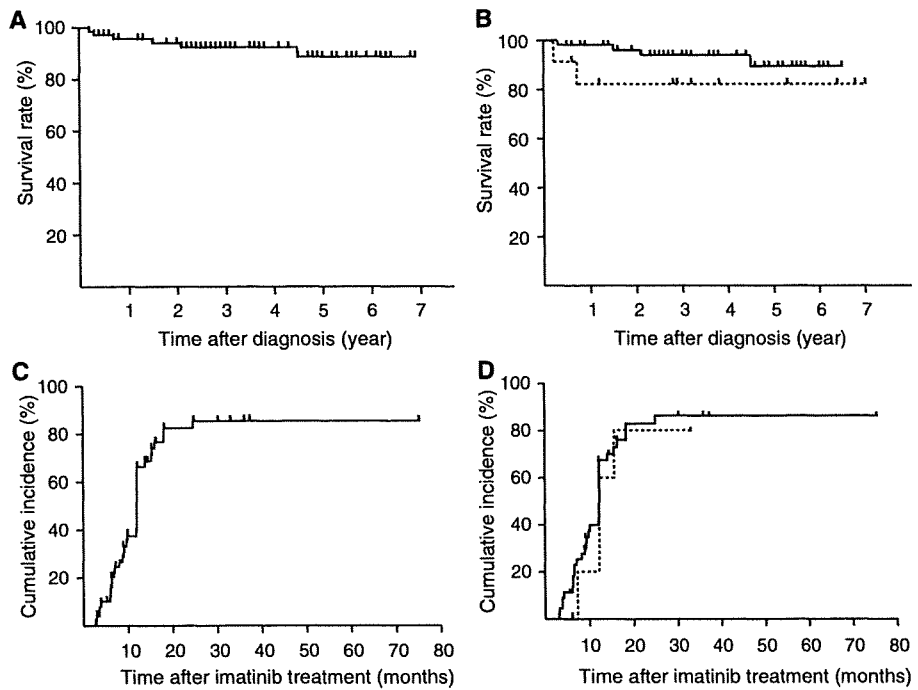 A
Survival rate (%)
100
80
60
40
20
1 2 3 4 5 6 7
Time after diagnosis (year)
B
Survival rate (%)
100
80
60
40
20
1 2 3 4 5 6 7
Time after diagnosis (year)
C
Cumulative incidence (%)
100
80
60
40
20
10 20 30 40 50 60 70 80
Time after imatinib treatment (months)
D
Cumulative incidence (%)
100
80
60
40
20
10 20 30 40 50 60 70 80
Time after imatinib treatment (months)